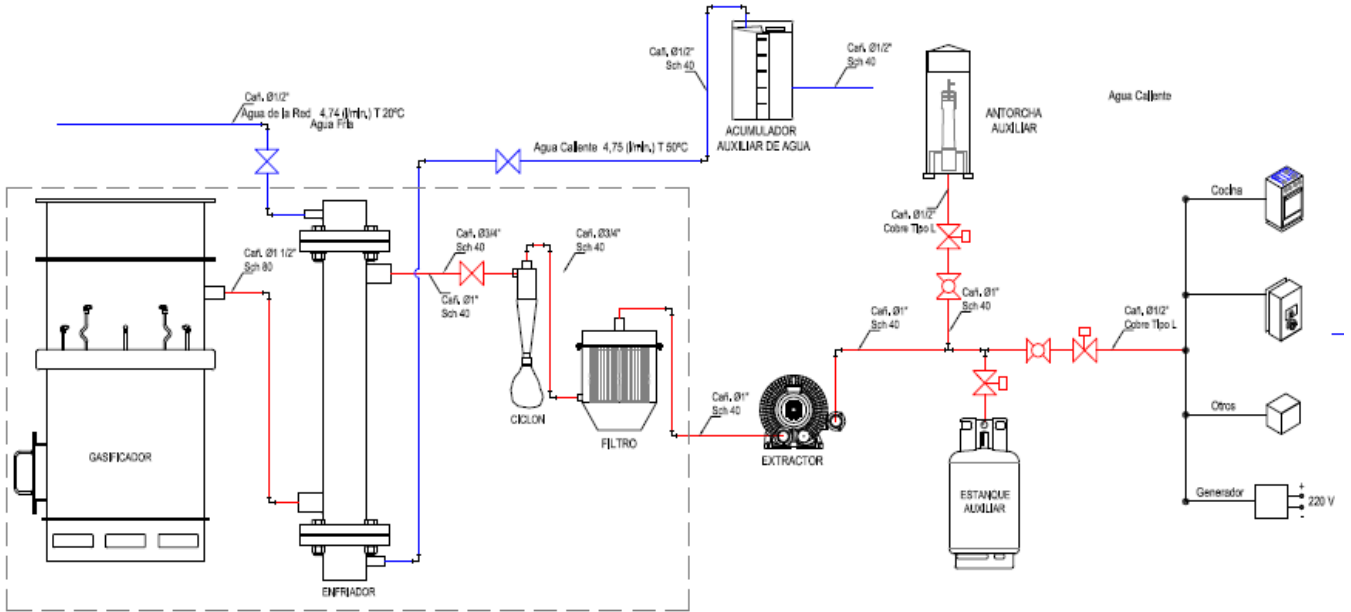 Cañ. Ø1/2"
Sch 40
Cañ. Ø1/2"
Sch 40
Cañ. Ø1/2"
Agua de la Red 4,74 (l/min.) T 20ºC
Agua Fría
ACUMULADOR
AUXILIAR DE AGUA
Agua Caliente 4,75 (l/min.) T 50ºC
ANTORCHA
AUXILIAR
Agua Caliente
Cocina
Cañ. Ø1/2"
Cobre Tipo L
Cañ. Ø1 1/2"
Sch 80
Cañ. Ø3/4"
Sch 40
Cañ. Ø3/4"
Sch 40
Cañ. Ø1"
Sch 40
Cañ. Ø1"
Sch 40
Cañ. Ø1"
Sch 40
Cañ. Ø1/2"
Cobre Tipo L
Cañ. Ø1"
Sch 40
CICLON
FILTRO
EXTRACTOR
Otros
GASIFICADOR
ESTANQUE
AUXILIAR
Generador
+
220 V
-
ENFRIADOR